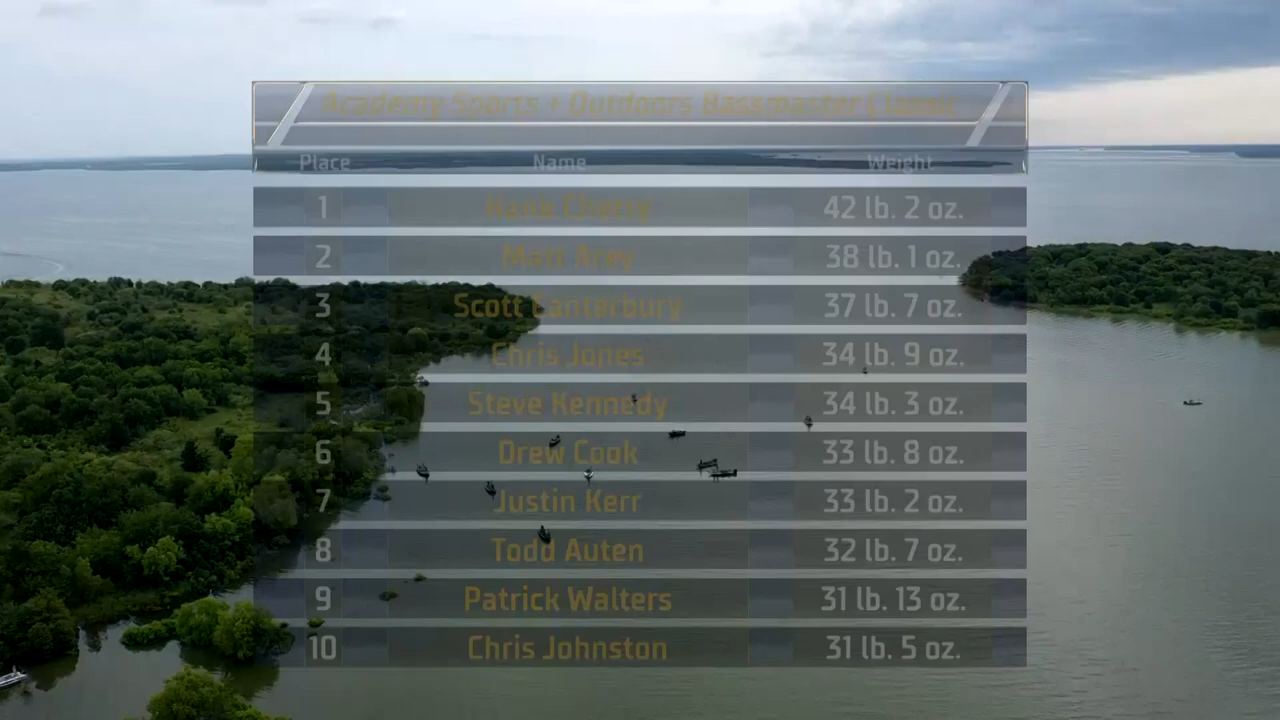 Academy Sports + Outdoors Bassmaster Classic
Place Name Weight
1 Hank Cherry 42 lb. 2 oz.
2 Matt Arey 38 lb. 1 oz.
3 Scott Canterbury 37 lb. 7 oz.
4 Chris Jones 34 lb. 9 oz.
5 Steve Kennedy 34 lb. 3 oz.
6 Drew Cook 33 lb. 8 oz.
7 Justin Kerr 33 lb. 2 oz.
8 Todd Auten 32 lb. 7 oz.
9 Patrick Walters 31 lb. 13 oz.
10 Chris Johnston 31 lb. 5 oz.